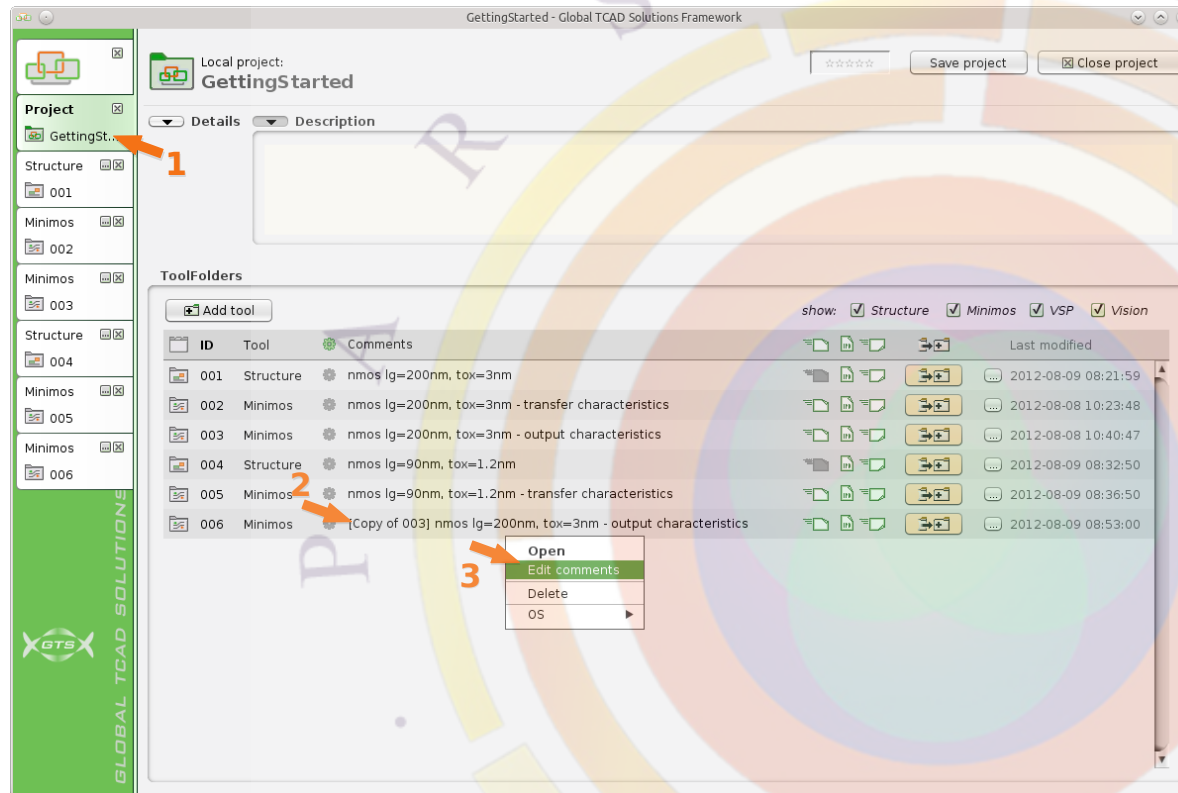 GettingStarted - Global TCAD Solutions Framework
Local project:
GettingStarted
☆☆☆☆☆
Save project
Close project
Project
GettingSt...
1
Structure
001
Minimos
002
Minimos
003
Structure
004
Minimos
005
Minimos
006
GTS
GLOBAL TCAD SOLUTIONS
Details
Description
ToolFolders
Add tool
show: Structure Minimos VSP Vision
ID Tool Comments Last modified
001 Structure nmos lg=200nm, tox=3nm ... 2012-08-09 08:21:59
002 Minimos nmos lg=200nm, tox=3nm - transfer characteristics ... 2012-08-08 10:23:48
003 Minimos nmos lg=200nm, tox=3nm - output characteristics ... 2012-08-08 10:40:47
004 Structure nmos lg=90nm, tox=1.2nm ... 2012-08-09 08:32:50
005 Minimos nmos lg=90nm, tox=1.2nm - transfer characteristics ... 2012-08-09 08:36:50
2
006 Minimos [Copy of 003] nmos lg=200nm, tox=3nm - output characteristics ... 2012-08-09 08:53:00
3
Open
Edit comments
Delete
OS
P A R S